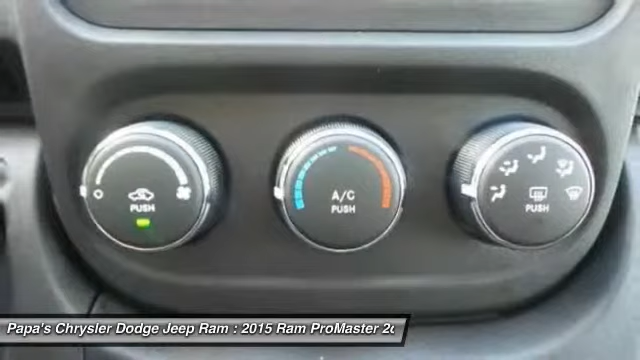 PUSH
A/C
PUSH
PUSH
Papa's Chrysler Dodge Jeep Ram : 2015 Ram ProMaster